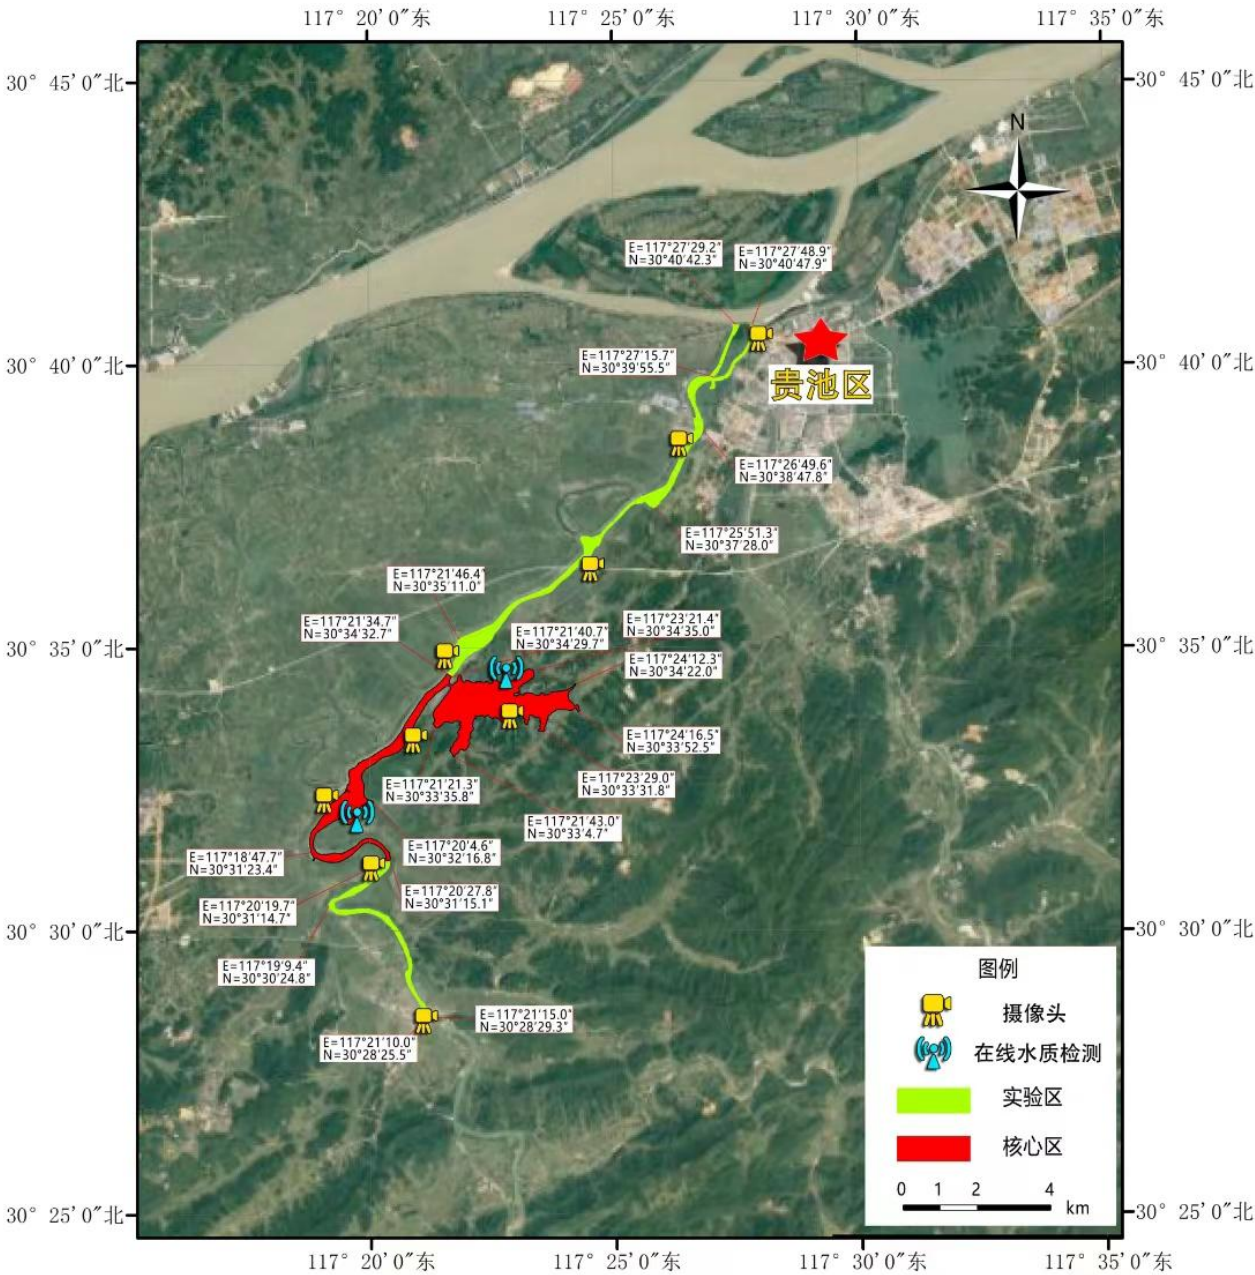 117° 20′0″东
117° 25′0″东
117° 30′0″东
117° 35′0″东
30° 45′0″北
30° 45′0″北
N
E=117°27'29.2"
N=30°40'42.3"
E=117°27'48.9"
N=30°40'47.9"
30° 40′0″北
30° 40′0″北
E=117°27'15.7"
N=30°39'55.5"
贵池区
E=117°26'49.6"
N=30°38'47.8"
E=117°25'51.3"
N=30°37'28.0"
E=117°21'46.4"
N=30°35'11.0"
E=117°21'34.7"
N=30°34'32.7"
E=117°21'40.7"
N=30°34'29.7"
E=117°23'21.4"
N=30°34'35.0"
30° 35′0″北
30° 35′0″北
E=117°24'12.3"
N=30°34'22.0"
E=117°24'16.5"
N=30°33'52.5"
E=117°23'29.0"
N=30°33'31.8"
E=117°21'21.3"
N=30°33'35.8"
E=117°21'43.0"
N=30°33'4.7"
E=117°20'4.6"
N=30°32'16.8"
E=117°18'47.7"
N=30°31'23.4"
E=117°20'27.8"
N=30°31'15.1"
E=117°20'19.7"
N=30°31'14.7"
30° 30′0″北
30° 30′0″北
E=117°19'9.4"
N=30°30'24.8"
E=117°21'15.0"
N=30°28'29.3"
E=117°21'10.0"
N=30°28'25.5"
图例
摄像头
在线水质检测
实验区
核心区
0 1 2 4
km
30° 25′0″北
30° 25′0″北
117° 20′0″东
117° 25′0″东
117° 30′0″东
117° 35′0″东